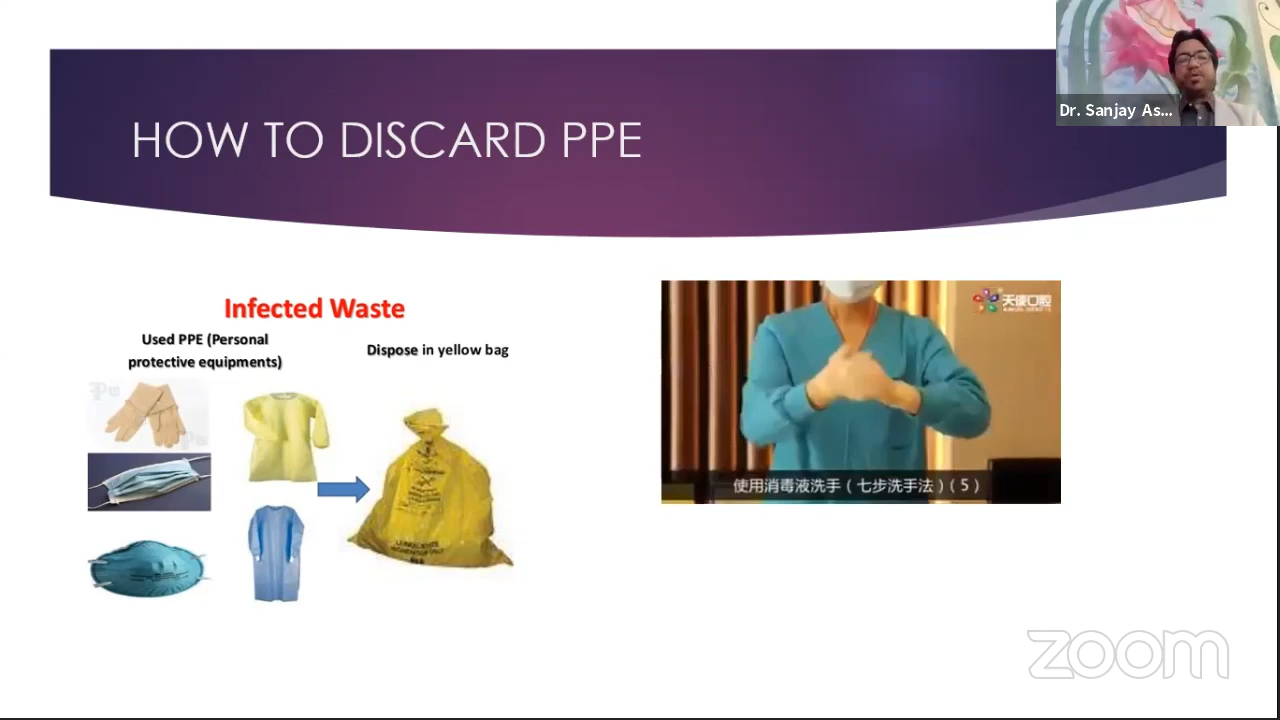 Dr. Sanjay As...
HOW TO DISCARD PPE
Infected Waste
Used PPE (Personal
protective equipments)
Dispose in yellow bag
天使口腔
使用消毒液洗手（七步洗手法）（5）
zoom